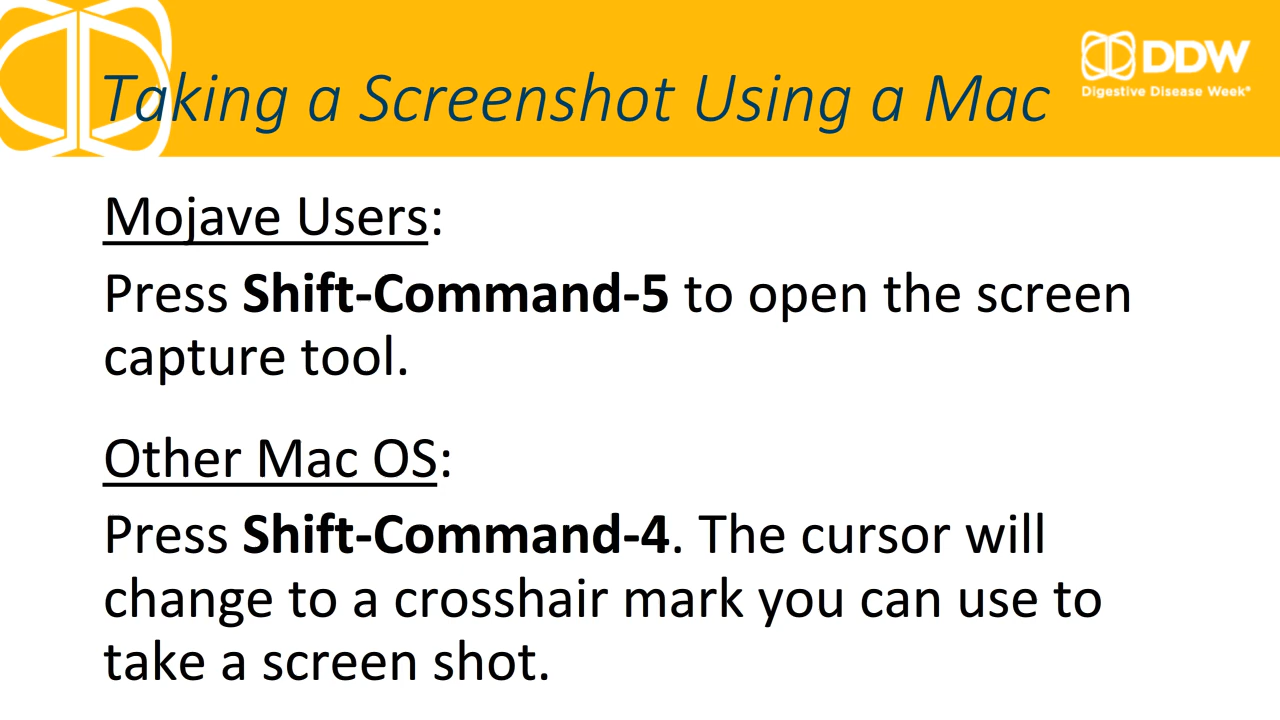 Taking a Screenshot Using a Mac
DDW
Digestive Disease Week®
Mojave Users:
Press Shift-Command-5 to open the screen
capture tool.
Other Mac OS:
Press Shift-Command-4. The cursor will
change to a crosshair mark you can use to
take a screen shot.